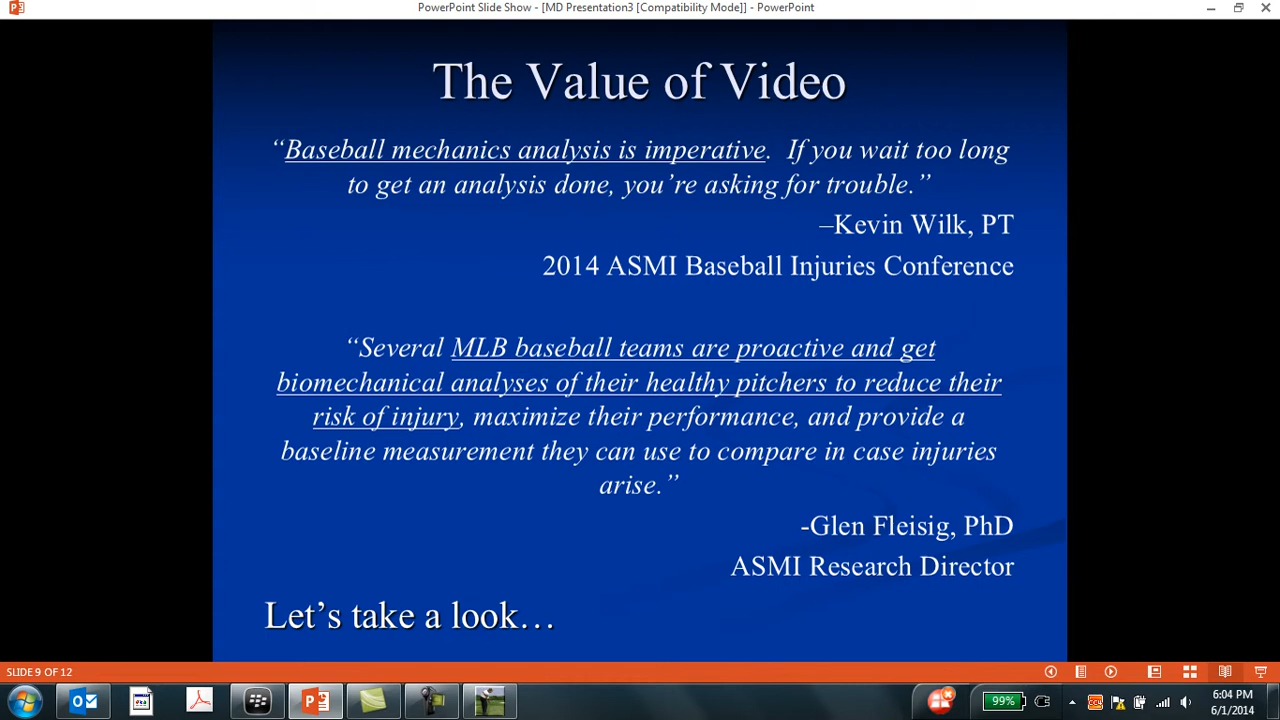 PowerPoint Slide Show - [MD Presentation3 [Compatibility Mode]] - PowerPoint
The Value of Video
“Baseball mechanics analysis is imperative.  If you wait too long
to get an analysis done, you’re asking for trouble.”
–Kevin Wilk, PT
2014 ASMI Baseball Injuries Conference
“Several MLB baseball teams are proactive and get
biomechanical analyses of their healthy pitchers to reduce their
risk of injury, maximize their performance, and provide a
baseline measurement they can use to compare in case injuries
arise.”
-Glen Fleisig, PhD
ASMI Research Director
Let’s take a look…
SLIDE 9 OF 12
99%
6:04 PM
6/1/2014